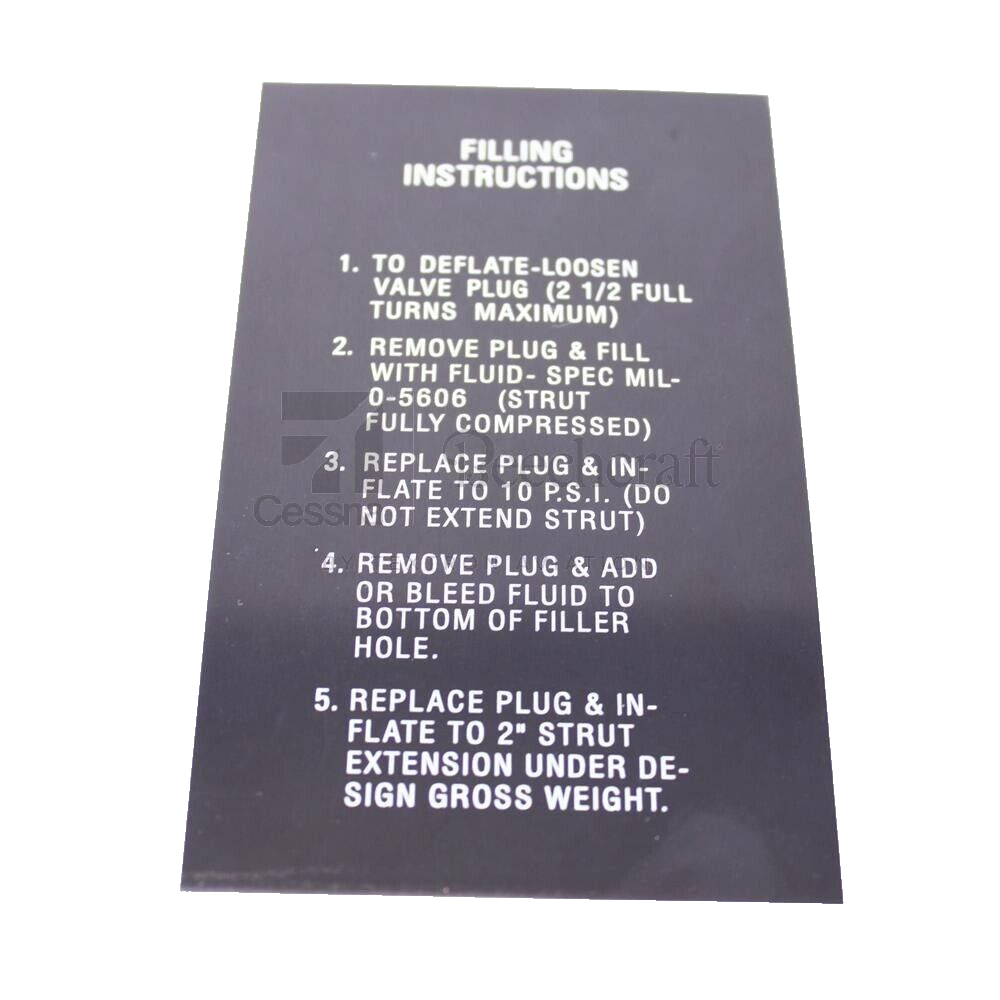 FILLING
INSTRUCTIONS
1. TO DEFLATE-LOOSEN
VALVE PLUG (2 1/2 FULL
TURNS MAXIMUM)
2. REMOVE PLUG & FILL
WITH FLUID- SPEC MIL-
O-5606 (STRUT
FULLY COMPRESSED)
Beechcraft
3. REPLACE PLUG & IN-
FLATE TO 10 P.S.I. (DO
NOT EXTEND STRUT)
4. REMOVE PLUG & ADD
OR BLEED FLUID TO
BOTTOM OF FILLER
HOLE.
5. REPLACE PLUG & IN-
FLATE TO 2" STRUT
EXTENSION UNDER DE-
SIGN GROSS WEIGHT.